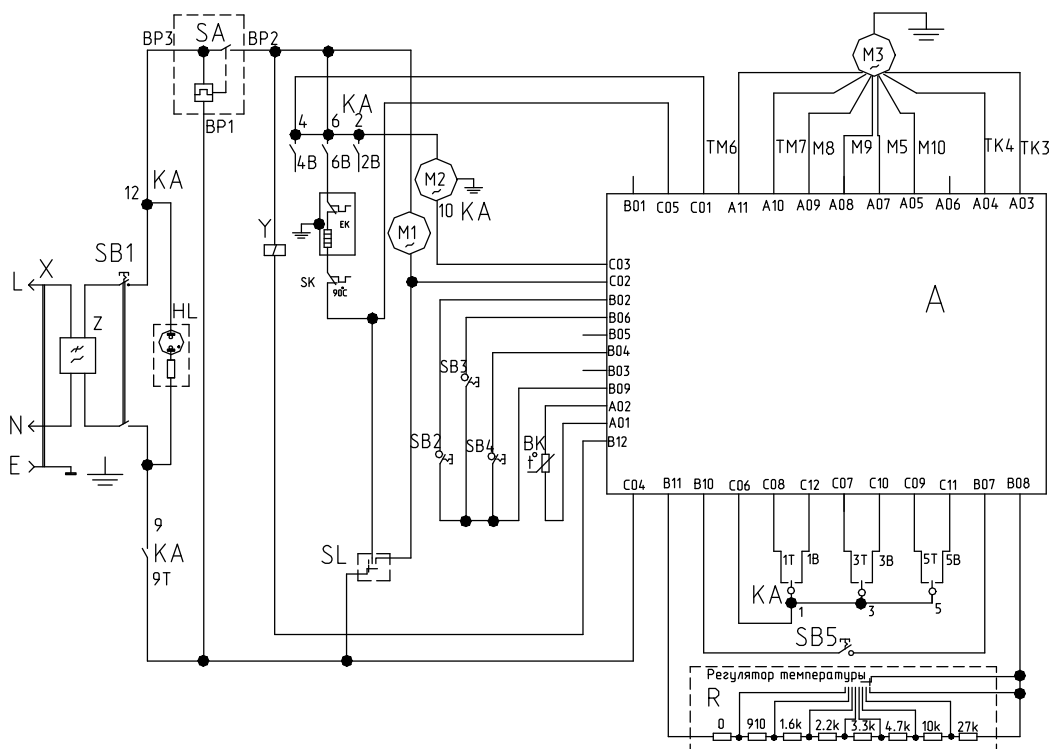 SA
BP3
BP2
BP1
M3
~
KA
4
6
2
4B
6B
2B
TM6
TM7
M8
M9
M5
M10
TK4
TK3
12
KA
M2
~
10
KA
B01
C05
C01
A11
A10
A09
A08
A07
A05
A06
A04
A03
EK
Y
M1
~
SB1
X
L
SK
90°C
C03
C02
B02
B06
B05
B04
B03
B09
A02
A01
B12
A
Z
HL
SB3
N
SB2
SB4
BK
t°
E
C04
B11
B10
C06
C08
C12
C07
C10
C09
C11
B07
B08
9
KA
9T
SL
1T
1B
3T
3B
5T
5B
KA
1
3
5
SB5
Регулятор температуры
R
0
910
1.6k
2.2k
3.3k
4.7k
10k
27k